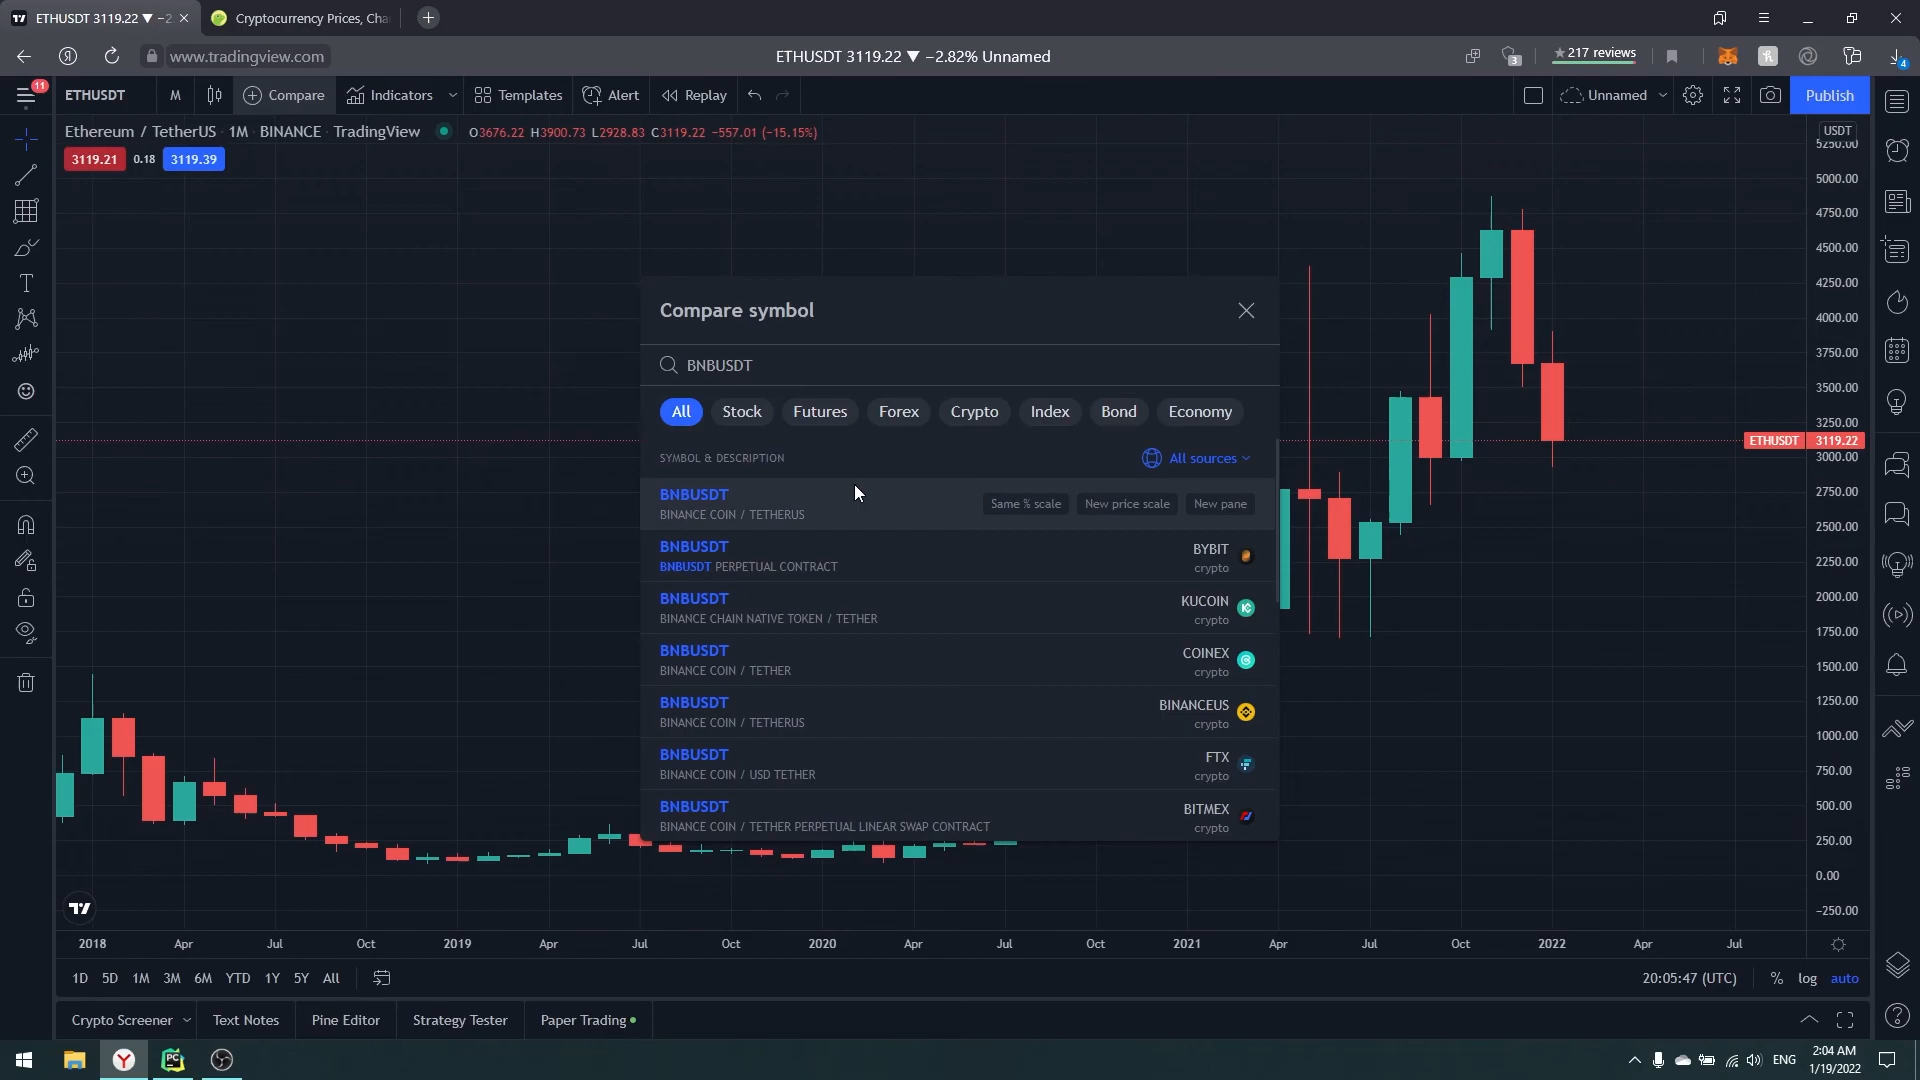 ETHUSDT 3119.22 ▼ −2
Cryptocurrency Prices, Cha
www.tradingview.com
ETHUSDT 3119.22 ▼ −2.82% Unnamed
3
★ 217 reviews
4
11
ETHUSDT
M
Compare
Indicators
Templates
Alert
Replay
Unnamed
Publish
Ethereum / TetherUS · 1M · BINANCE · TradingView
O3676.22 H3900.73 L2928.83 C3119.22 −557.01 (−15.15%)
3119.21
0.18
3119.39
USDT
5250.00
5000.00
4750.00
4500.00
4250.00
4000.00
3750.00
3500.00
3250.00
ETHUSDT 3119.22
3000.00
2750.00
2500.00
2250.00
2000.00
1750.00
1500.00
1250.00
1000.00
750.00
500.00
250.00
0.00
−250.00
Compare symbol
BNBUSDT
All
Stock
Futures
Forex
Crypto
Index
Bond
Economy
SYMBOL & DESCRIPTION
All sources
BNBUSDT
BINANCE COIN / TETHERUS
Same % scale
New price scale
New pane
BNBUSDT
BNBUSDT PERPETUAL CONTRACT
BYBIT
crypto
BNBUSDT
BINANCE CHAIN NATIVE TOKEN / TETHER
KUCOIN
crypto
BNBUSDT
BINANCE COIN / TETHER
COINEX
crypto
BNBUSDT
BINANCE COIN / TETHERUS
BINANCEUS
crypto
BNBUSDT
BINANCE COIN / USD TETHER
FTX
crypto
BNBUSDT
BINANCE COIN / TETHER PERPETUAL LINEAR SWAP CONTRACT
BITMEX
crypto
2018
Apr
Jul
Oct
2019
Apr
Jul
Oct
2020
Apr
Jul
Oct
2021
Apr
Jul
Oct
2022
Apr
Jul
1D
5D
1M
3M
6M
YTD
1Y
5Y
All
20:05:47 (UTC)
%
log
auto
Crypto Screener
Text Notes
Pine Editor
Strategy Tester
Paper Trading
ENG
2:04 AM
1/19/2022